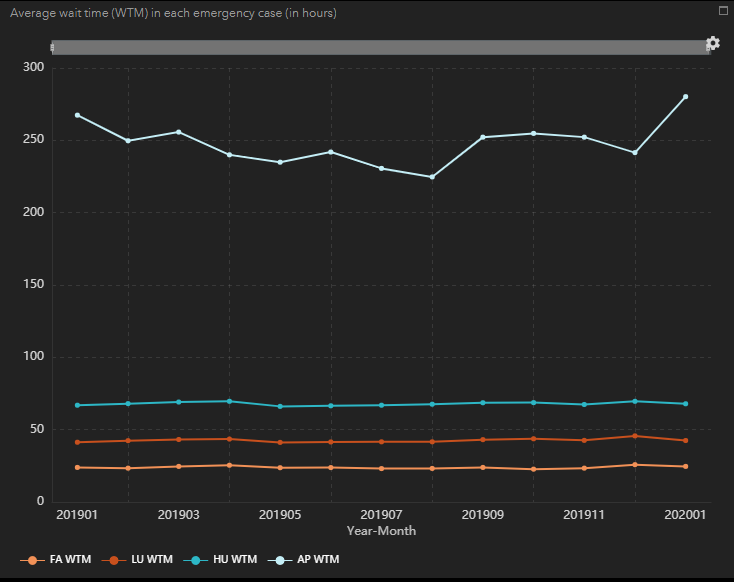 Average wait time (WTM) in each emergency case (in hours)
300
250
200
150
100
50
0
201901 201903 201905 201907 201909 201911 202001
Year-Month
FA WTM LU WTM HU WTM AP WTM